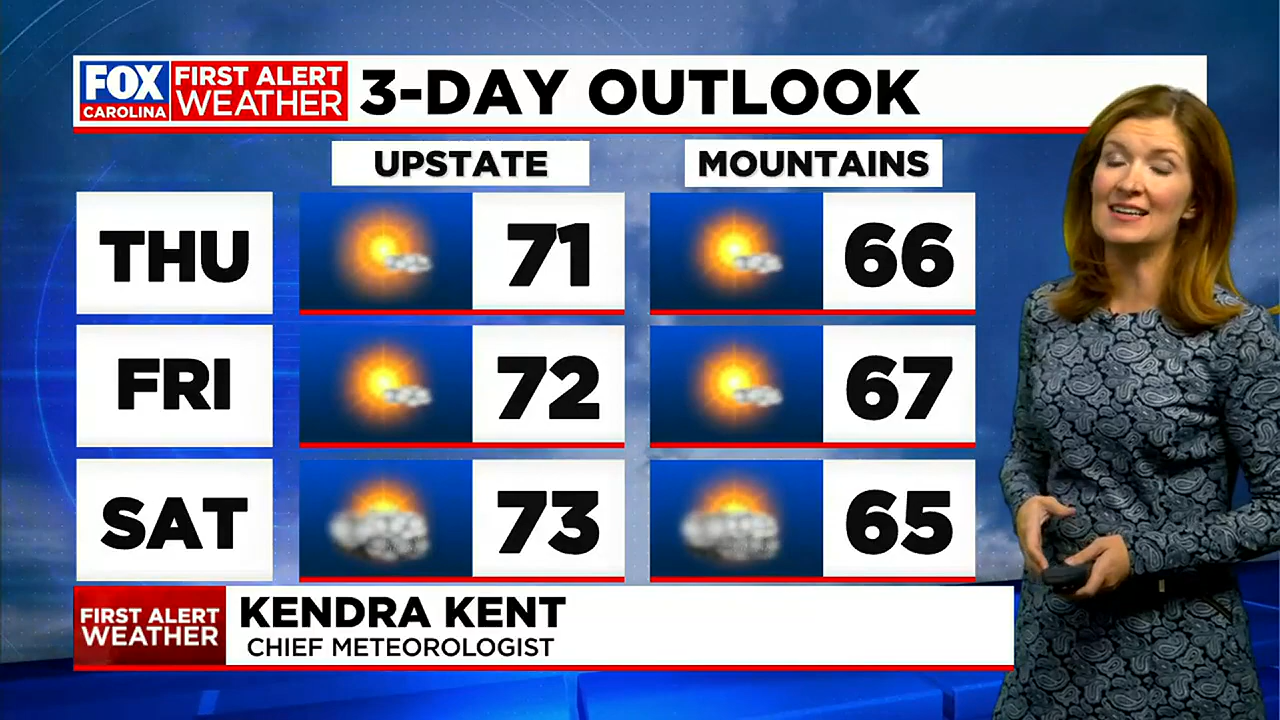 FOX CAROLINA FIRST ALERT WEATHER 3-DAY OUTLOOK
UPSTATE MOUNTAINS
THU 71 66
FRI 72 67
SAT 73 65
FIRST ALERT WEATHER
KENDRA KENT
CHIEF METEOROLOGIST